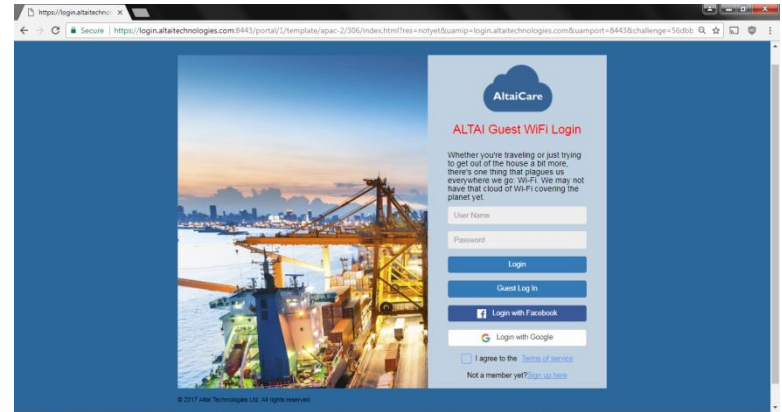 https://login.altaitechnol
Secure | https://login.altaitechnologies.com:8443/portal/1/template/apac-2/306/index.html?res=notyet&uamip=login.altaitechnologies.com&uamport=8443&challenge=56dbb
AltaiCare
ALTAI Guest WiFi Login
Whether you're traveling or just trying
to get out of the house a bit more,
there's one thing that plagues us
everywhere we go: Wi-Fi. We may not
have that cloud of Wi-Fi covering the
planet yet.
User Name
Password
Login
Guest Log In
Login with Facebook
Login with Google
I agree to the Terms of service
Not a member yet?Sign up here
© 2017 Altai Technologies Ltd. All rights reserved.